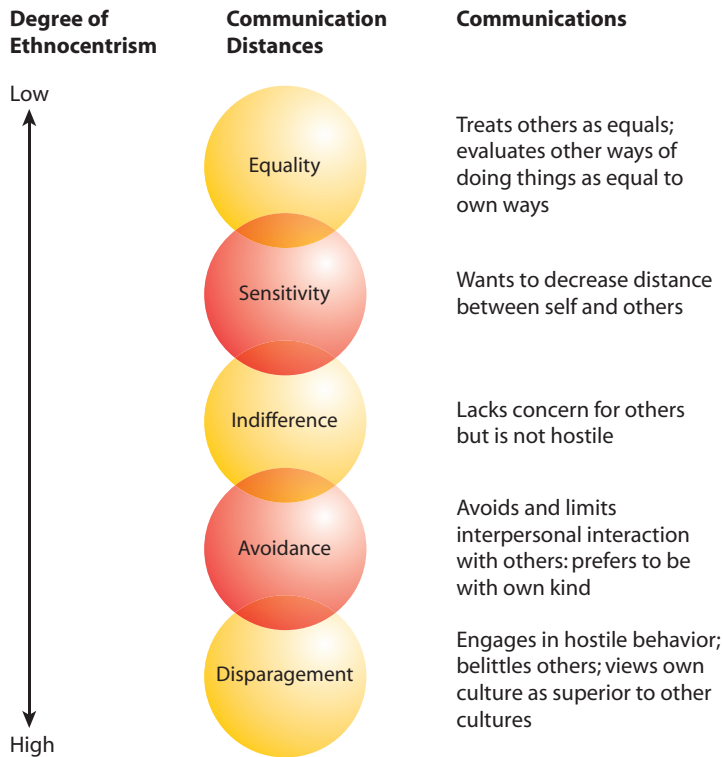 Degree of
Ethnocentrism
Communication
Distances
Communications
Low
Equality
Treats others as equals;
evaluates other ways of
doing things as equal to
own ways
Sensitivity
Wants to decrease distance
between self and others
Indifference
Lacks concern for others
but is not hostile
Avoidance
Avoids and limits
interpersonal interaction
with others: prefers to be
with own kind
Disparagement
Engages in hostile behavior;
belittles others; views own
culture as superior to other
cultures
High